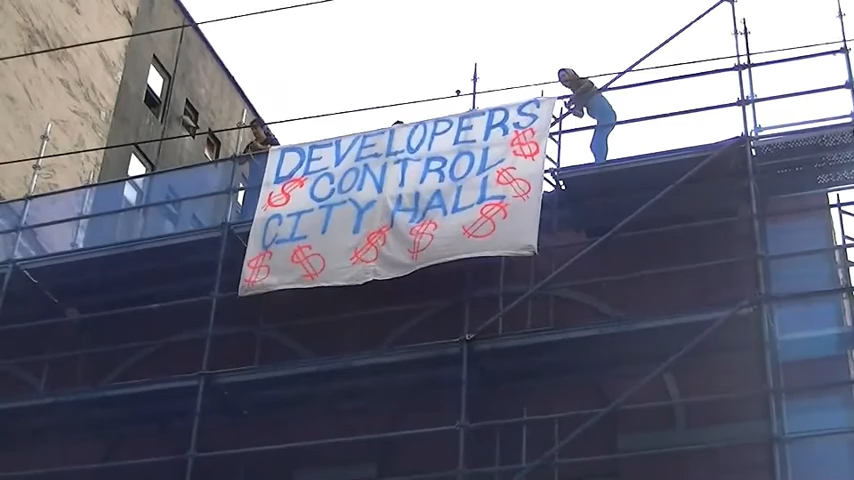 DEVELOPERS $
$ CONTROL $
CITY HALL $
$ $ $ $